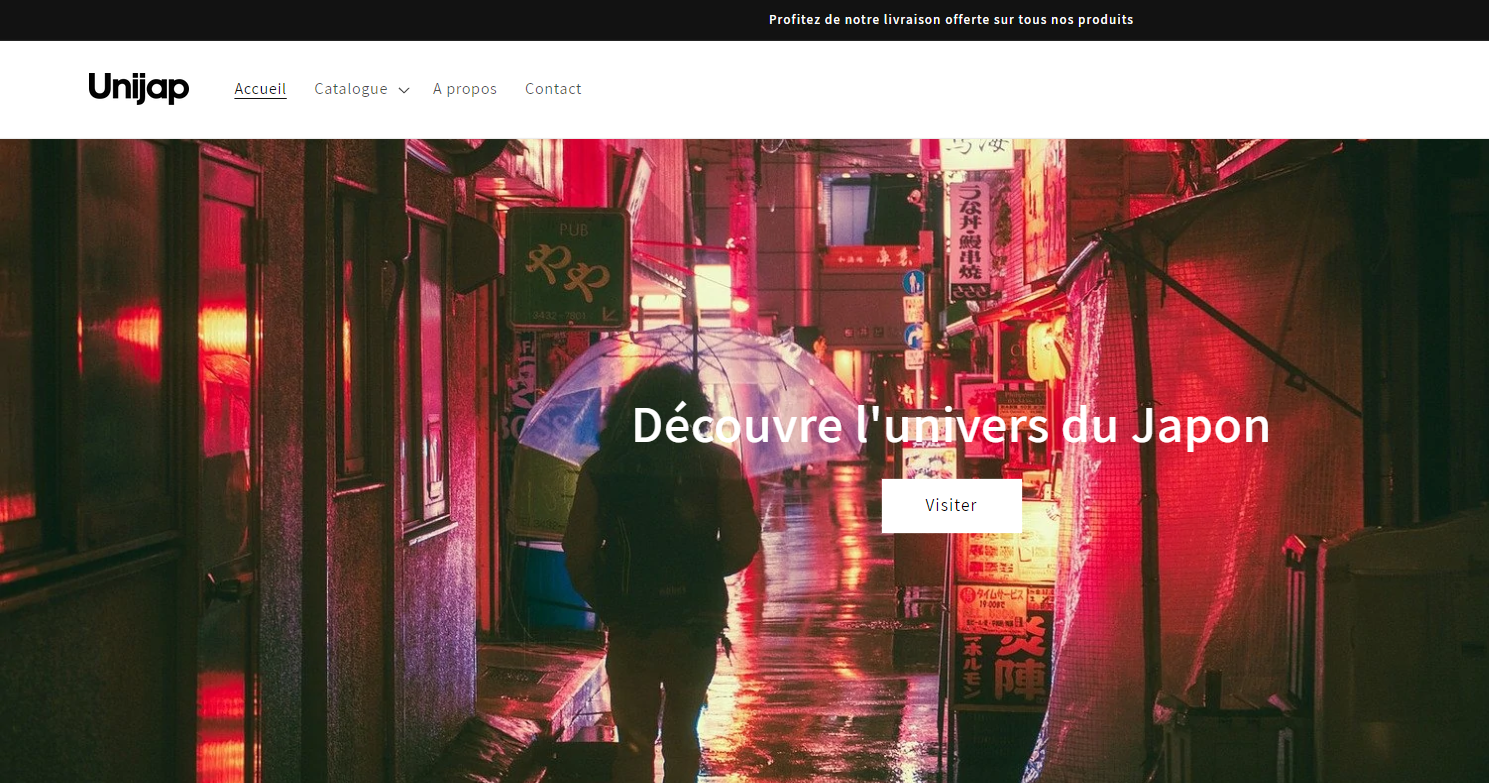 Profitez de notre livraison offerte sur tous nos produits
Unijap
Accueil
Catalogue
A propos
Contact
PUB
3432-7801
うな丼・鰻串焼
Découvre l'univers du Japon
Visiter
タイムサービス
19:00まで
ホルモン
炎陣